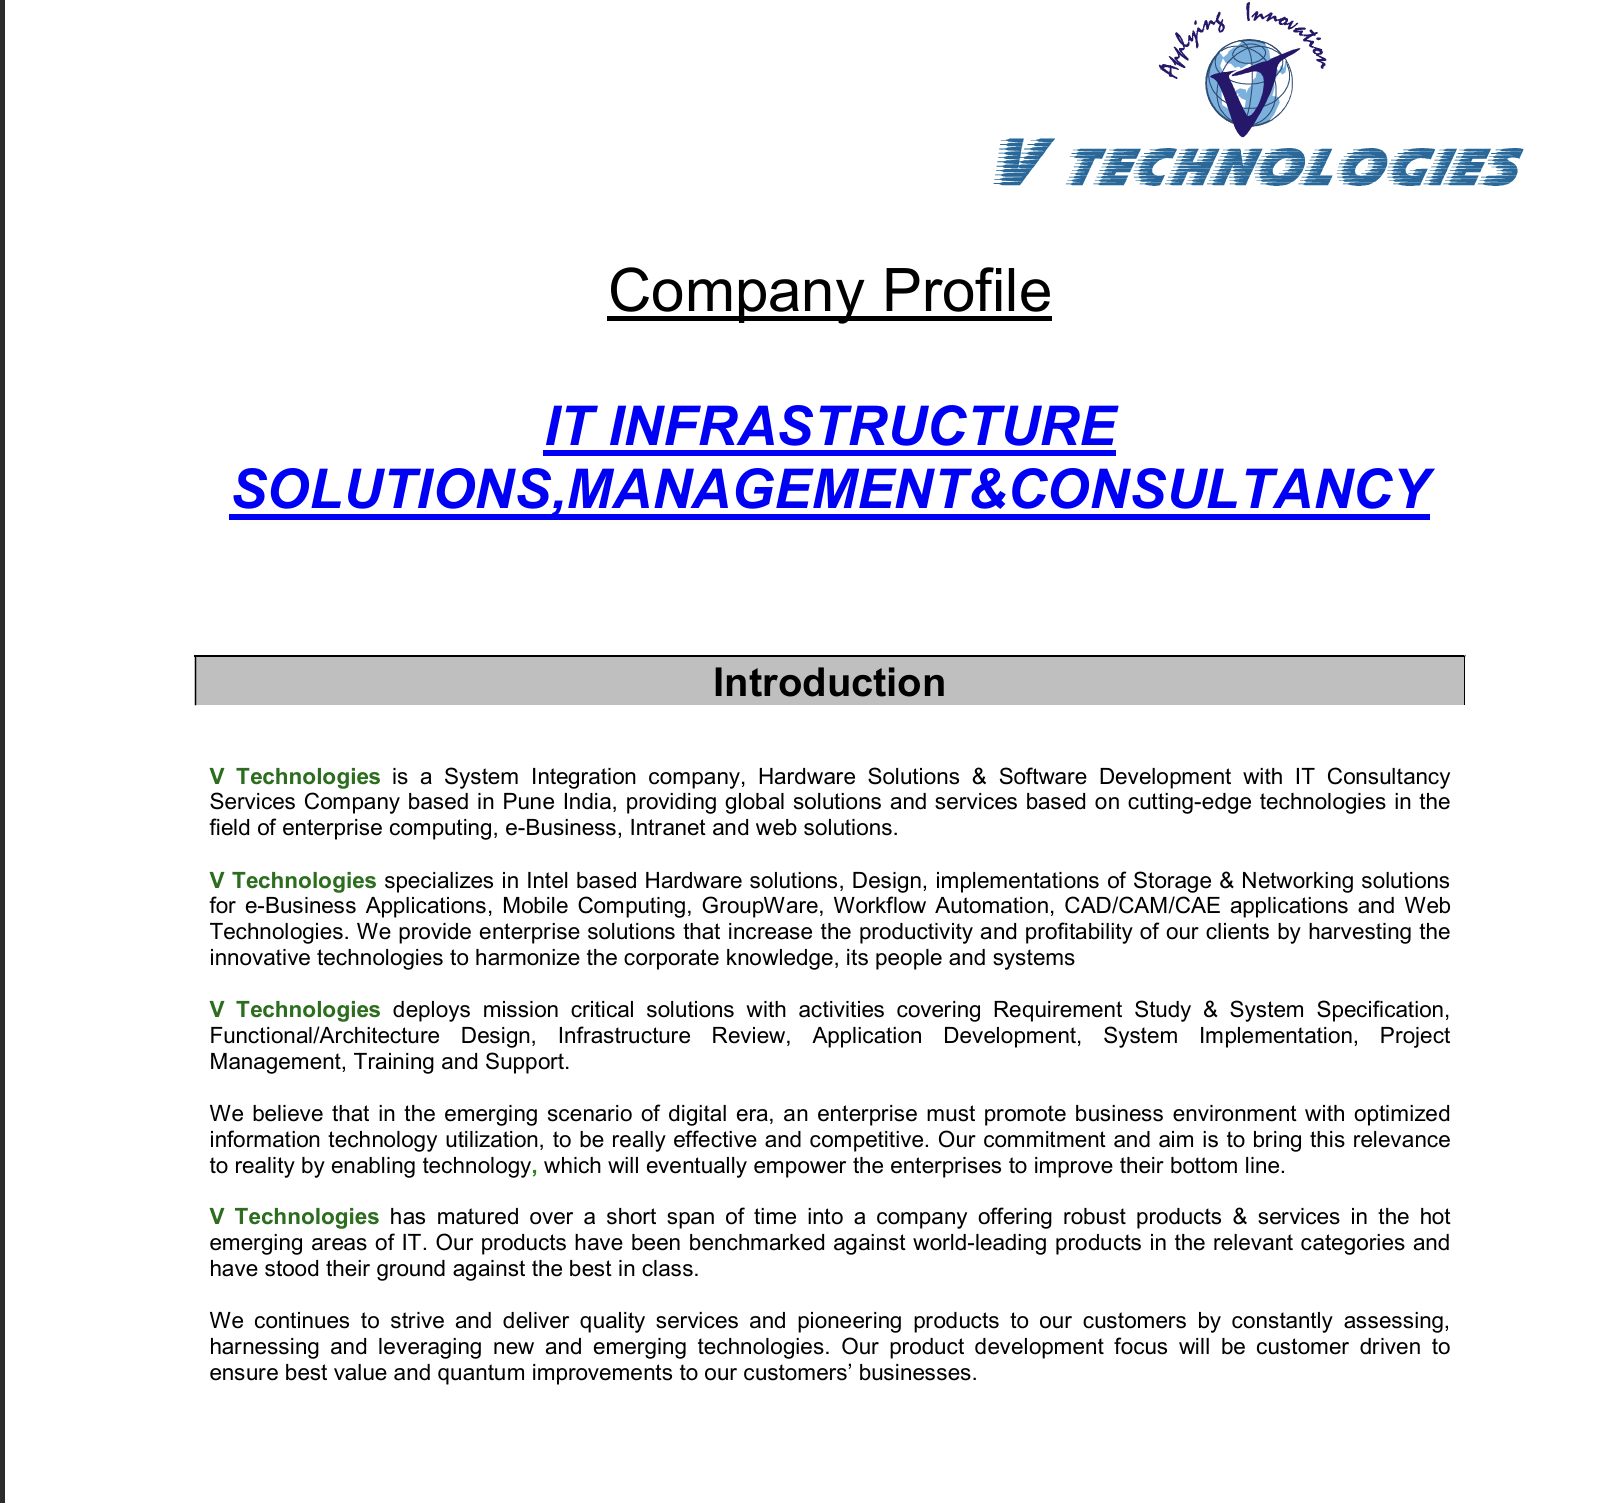 Applying Innovation
V
V TECHNOLOGIES
Company Profile
IT INFRASTRUCTURE
SOLUTIONS,MANAGEMENT&CONSULTANCY
Introduction
V Technologies is a System Integration company, Hardware Solutions & Software Development with IT Consultancy
Services Company based in Pune India, providing global solutions and services based on cutting-edge technologies in the
field of enterprise computing, e-Business, Intranet and web solutions.
V Technologies specializes in Intel based Hardware solutions, Design, implementations of Storage & Networking solutions
for e-Business Applications, Mobile Computing, GroupWare, Workflow Automation, CAD/CAM/CAE applications and Web
Technologies. We provide enterprise solutions that increase the productivity and profitability of our clients by harvesting the
innovative technologies to harmonize the corporate knowledge, its people and systems
V Technologies deploys mission critical solutions with activities covering Requirement Study & System Specification,
Functional/Architecture Design, Infrastructure Review, Application Development, System Implementation, Project
Management, Training and Support.
We believe that in the emerging scenario of digital era, an enterprise must promote business environment with optimized
information technology utilization, to be really effective and competitive. Our commitment and aim is to bring this relevance
to reality by enabling technology, which will eventually empower the enterprises to improve their bottom line.
V Technologies has matured over a short span of time into a company offering robust products & services in the hot
emerging areas of IT. Our products have been benchmarked against world-leading products in the relevant categories and
have stood their ground against the best in class.
We continues to strive and deliver quality services and pioneering products to our customers by constantly assessing,
harnessing and leveraging new and emerging technologies. Our product development focus will be customer driven to
ensure best value and quantum improvements to our customers’ businesses.